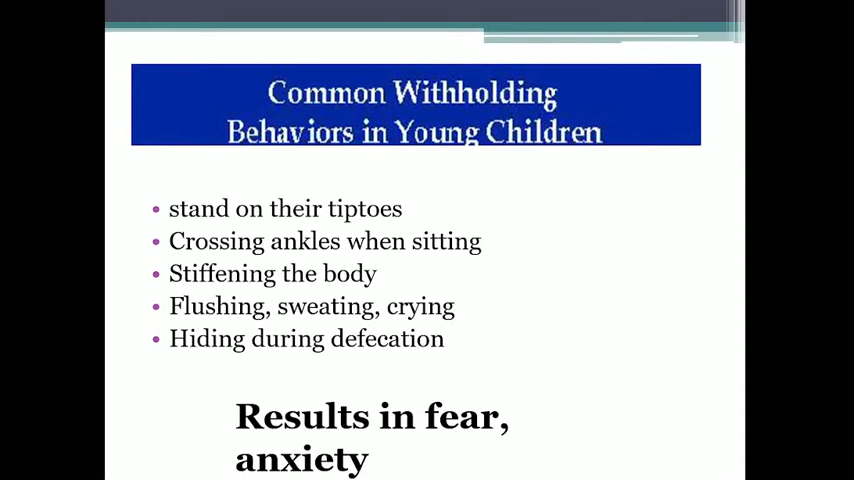 Common Withholding
Behaviors in Young Children
• stand on their tiptoes
• Crossing ankles when sitting
• Stiffening the body
• Flushing, sweating, crying
• Hiding during defecation
Results in fear,
anxiety